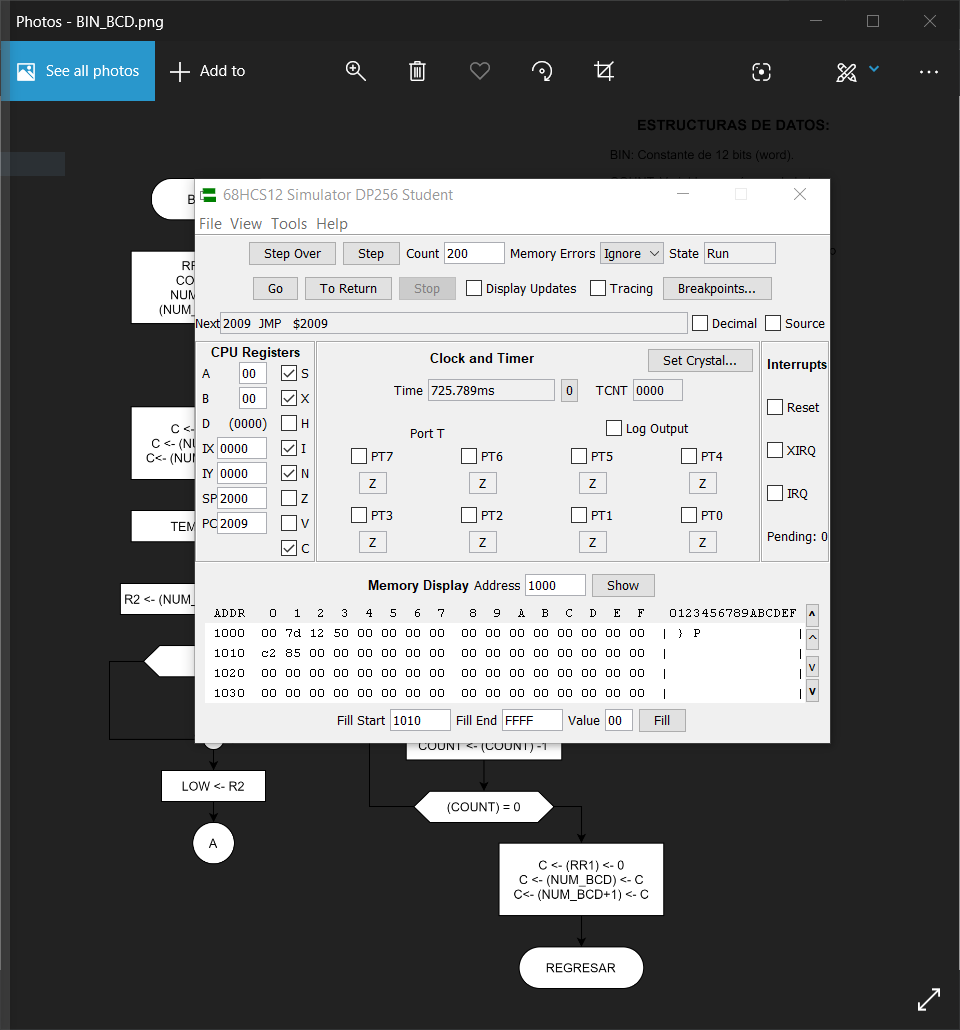 Photos - BIN_BCD.png
See all photos
Add to
ESTRUCTURAS DE DATOS:
BIN: Constante de 12 bits (word).
68HCS12 Simulator DP256 Student
File View Tools Help
Step Over Step Count 200 Memory Errors Ignore State Run
Go To Return Stop Display Updates Tracing Breakpoints...
Next 2009 JMP $2009 Decimal Source
CPU Registers
A 00 S
B 00 X
D (0000) H
IX 0000 I
IY 0000 N
SP 2000 Z
PC 2009 V
C
Clock and Timer Set Crystal...
Time 725.789ms 0 TCNT 0000
Port T Log Output
PT7 PT6 PT5 PT4
Z Z Z Z
PT3 PT2 PT1 PT0
Z Z Z Z
Interrupts
Reset
XIRQ
IRQ
Pending: 0
Memory Display Address 1000 Show
ADDR 0 1 2 3 4 5 6 7 8 9 A B C D E F 0123456789ABCDEF
1000 00 7d 12 50 00 00 00 00 00 00 00 00 00 00 00 00 | } P |
1010 c2 85 00 00 00 00 00 00 00 00 00 00 00 00 00 00 | |
1020 00 00 00 00 00 00 00 00 00 00 00 00 00 00 00 00 | |
1030 00 00 00 00 00 00 00 00 00 00 00 00 00 00 00 00 | |
Fill Start 1010 Fill End FFFF Value 00 Fill
C <-
C <- (NU
C<- (NUM
TEM
R2 <- (NUM_
COUNT <- (COUNT) -1
LOW <- R2
(COUNT) = 0
A
C <- (RR1) <- 0
C <- (NUM_BCD) <- C
C<- (NUM_BCD+1) <- C
REGRESAR